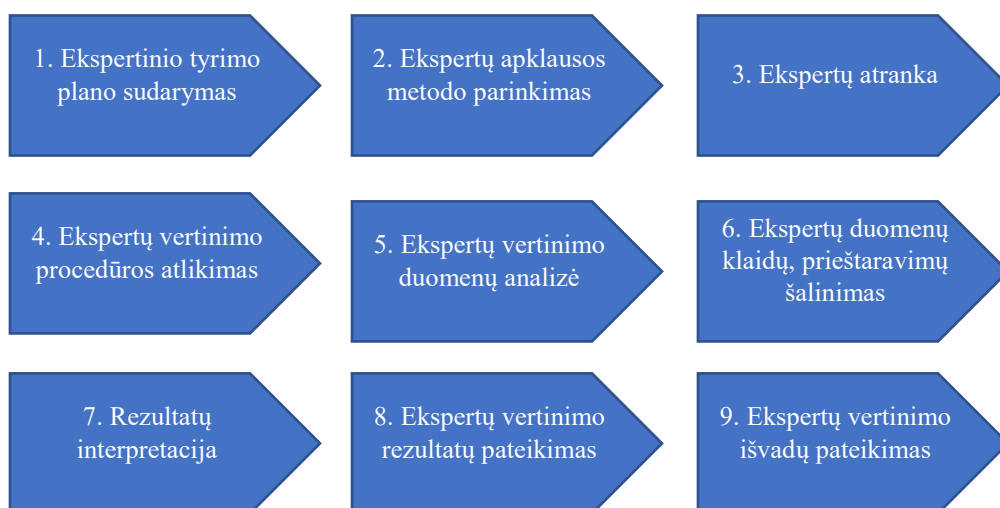 1. Ekspertinio tyrimo
plano sudarymas
2. Ekspertų apklausos
metodo parinkimas
3. Ekspertų atranka
4. Ekspertų vertinimo
procedūros atlikimas
5. Ekspertų vertinimo
duomenų analizė
6. Ekspertų duomenų
klaidų, prieštaravimų
šalinimas
7. Rezultatų
interpretacija
8. Ekspertų vertinimo
rezultatų pateikimas
9. Ekspertų vertinimo
išvadų pateikimas